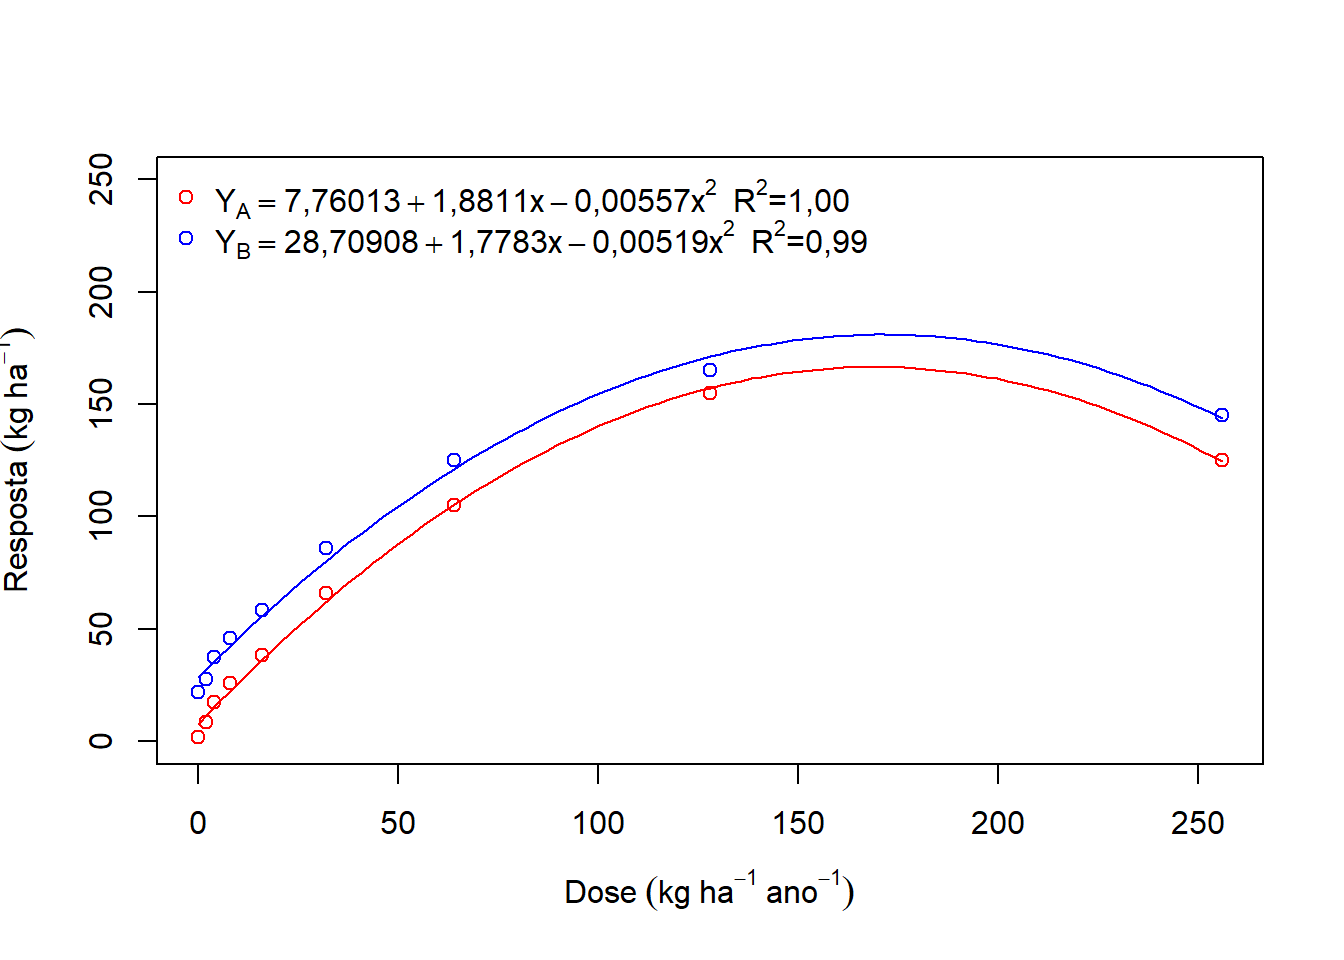 Y_A = 7,76013 + 1,8811x − 0,00557x² R²=1,00
Y_B = 28,70908 + 1,7783x − 0,00519x² R²=0,99
250
200
150
100
50
0
Resposta (kg ha⁻¹)
0 50 100 150 200 250
Dose (kg ha⁻¹ ano⁻¹)